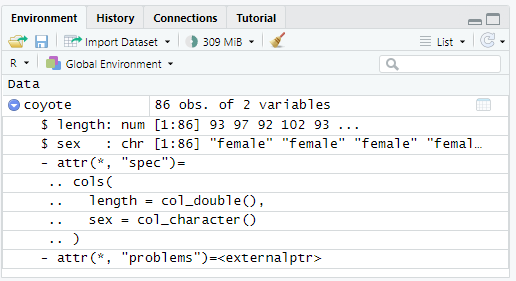 Environment History Connections Tutorial
Import Dataset 309 MiB List
R Global Environment
Data
coyote 86 obs. of 2 variables
$ length: num [1:86] 93 97 92 102 93 ...
$ sex   : chr [1:86] "female" "female" "female" "femal…
- attr(*, "spec")=
.. cols(
..   length = col_double(),
..   sex = col_character()
.. )
- attr(*, "problems")=<externalptr>